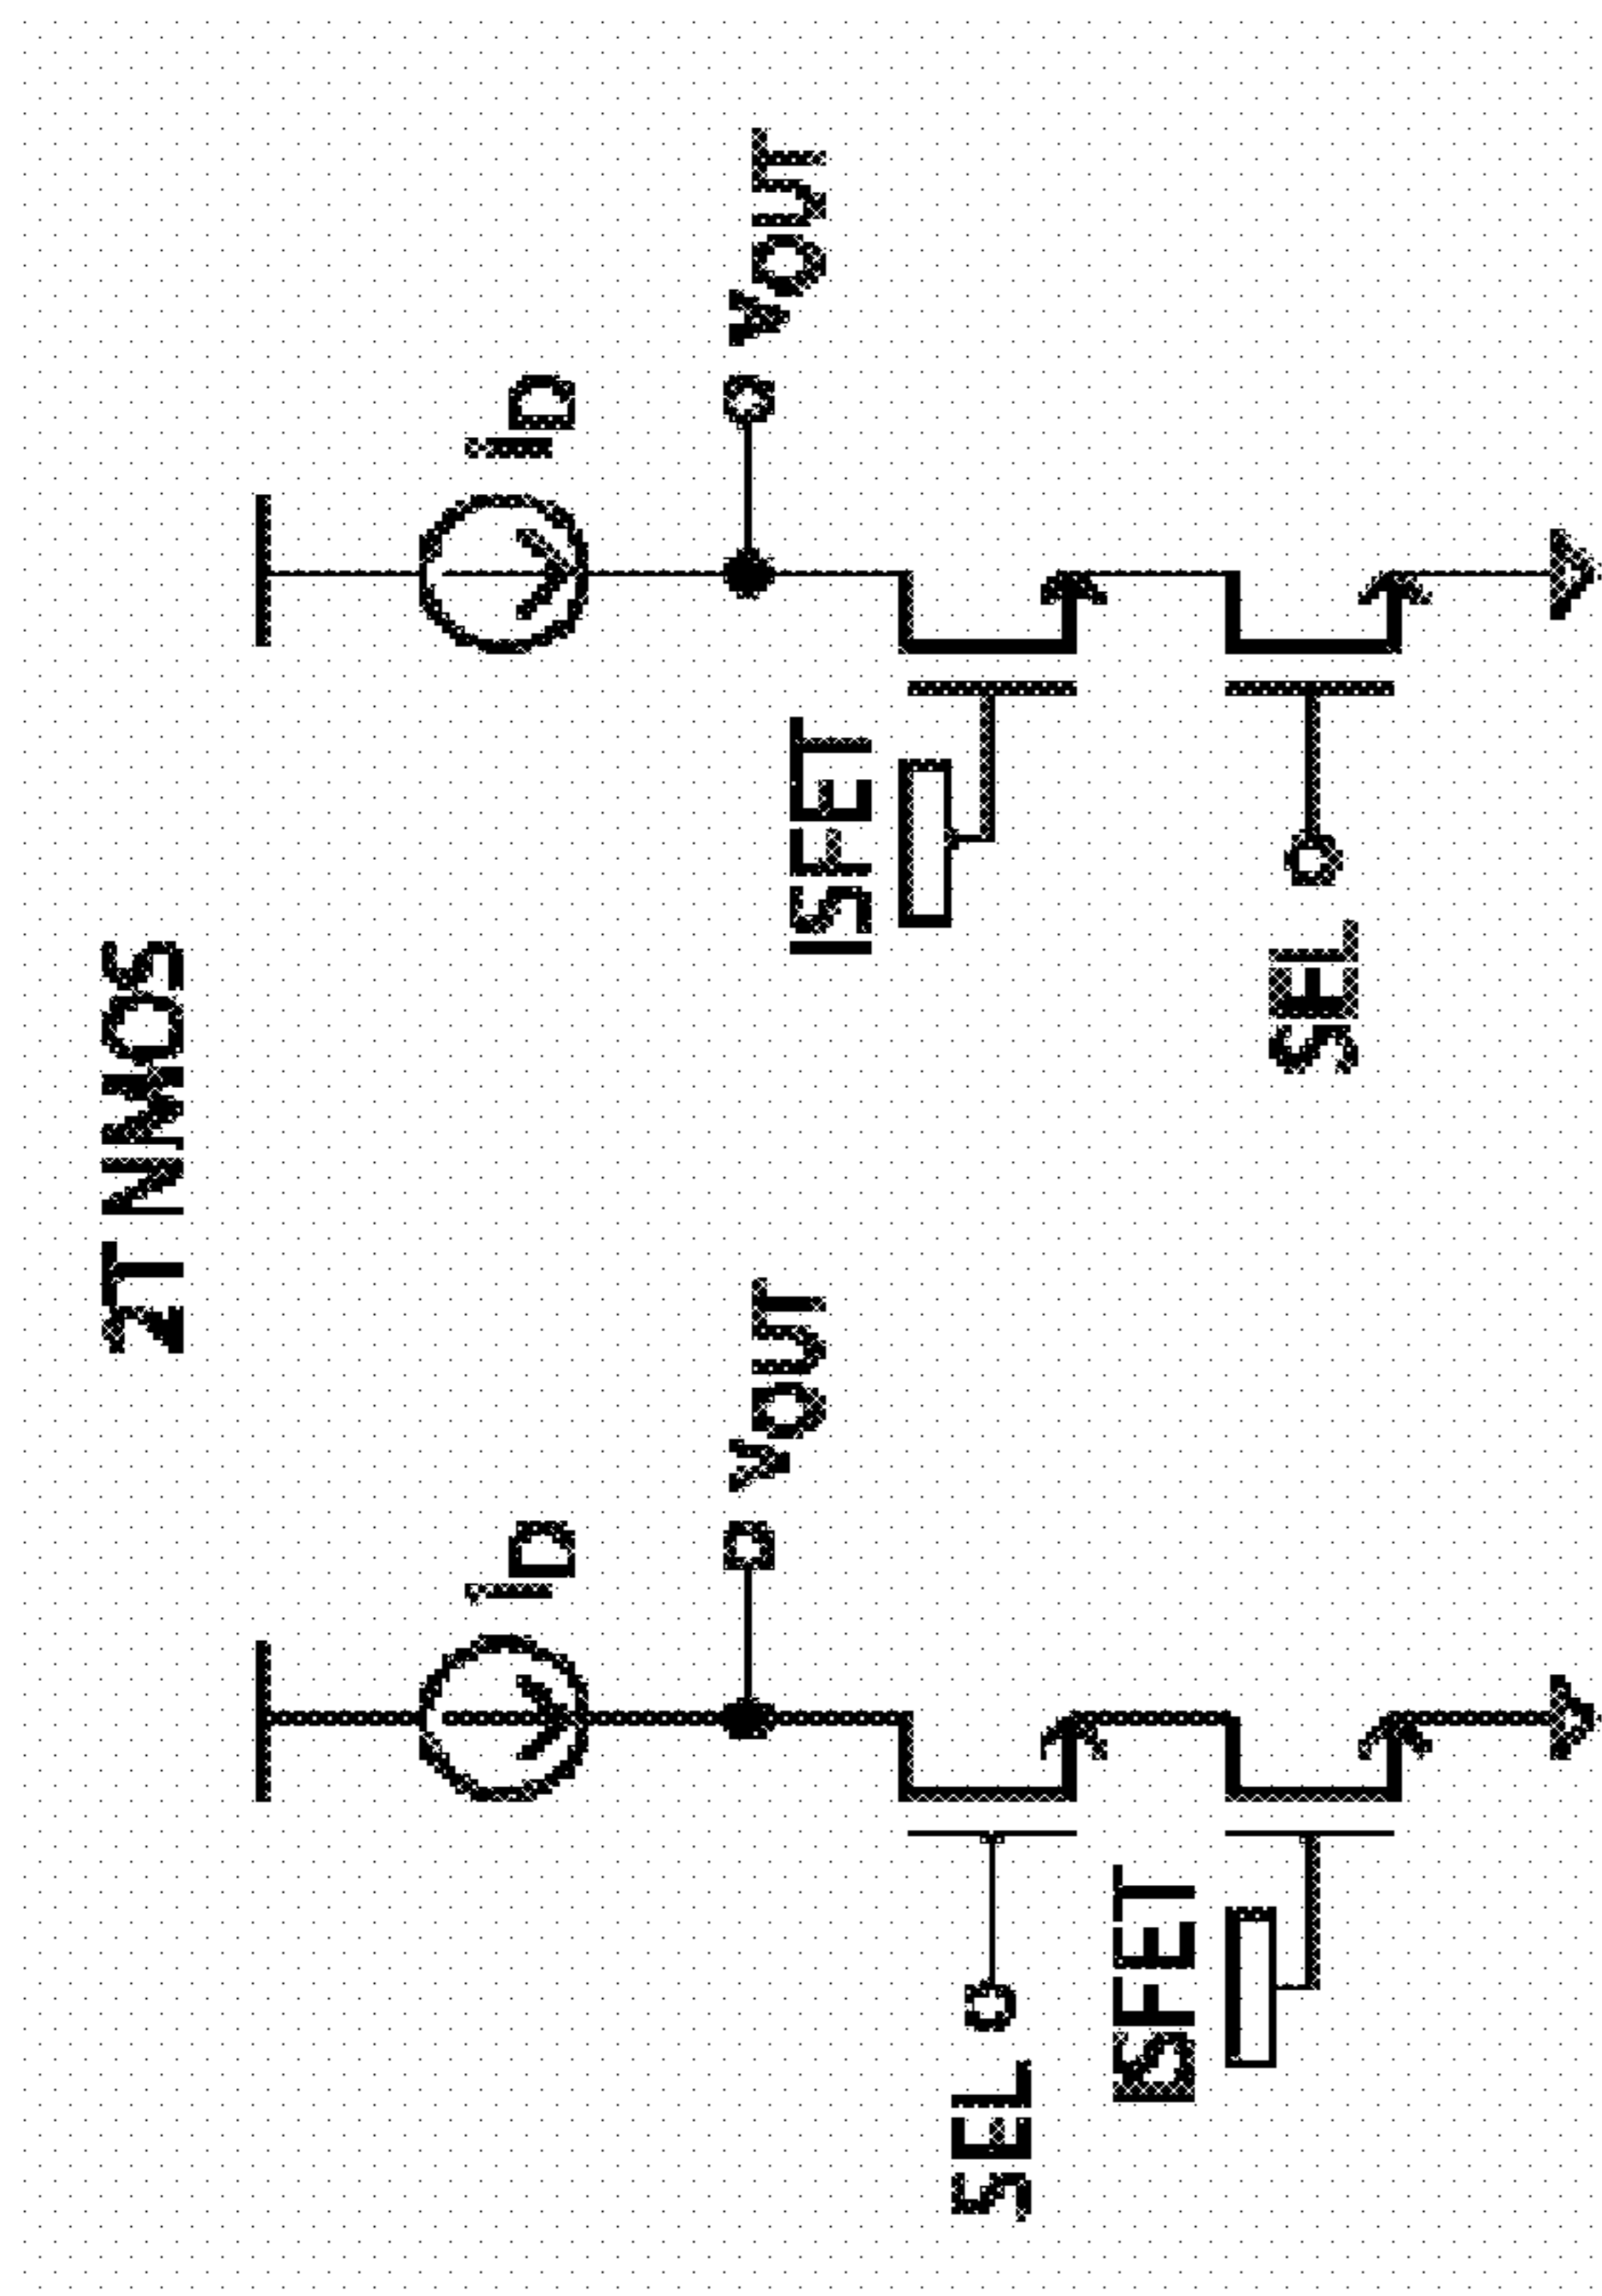 2T NMOS
iD
vOUT
SEL
ISFET
iD
vOUT
ISFET
SEL